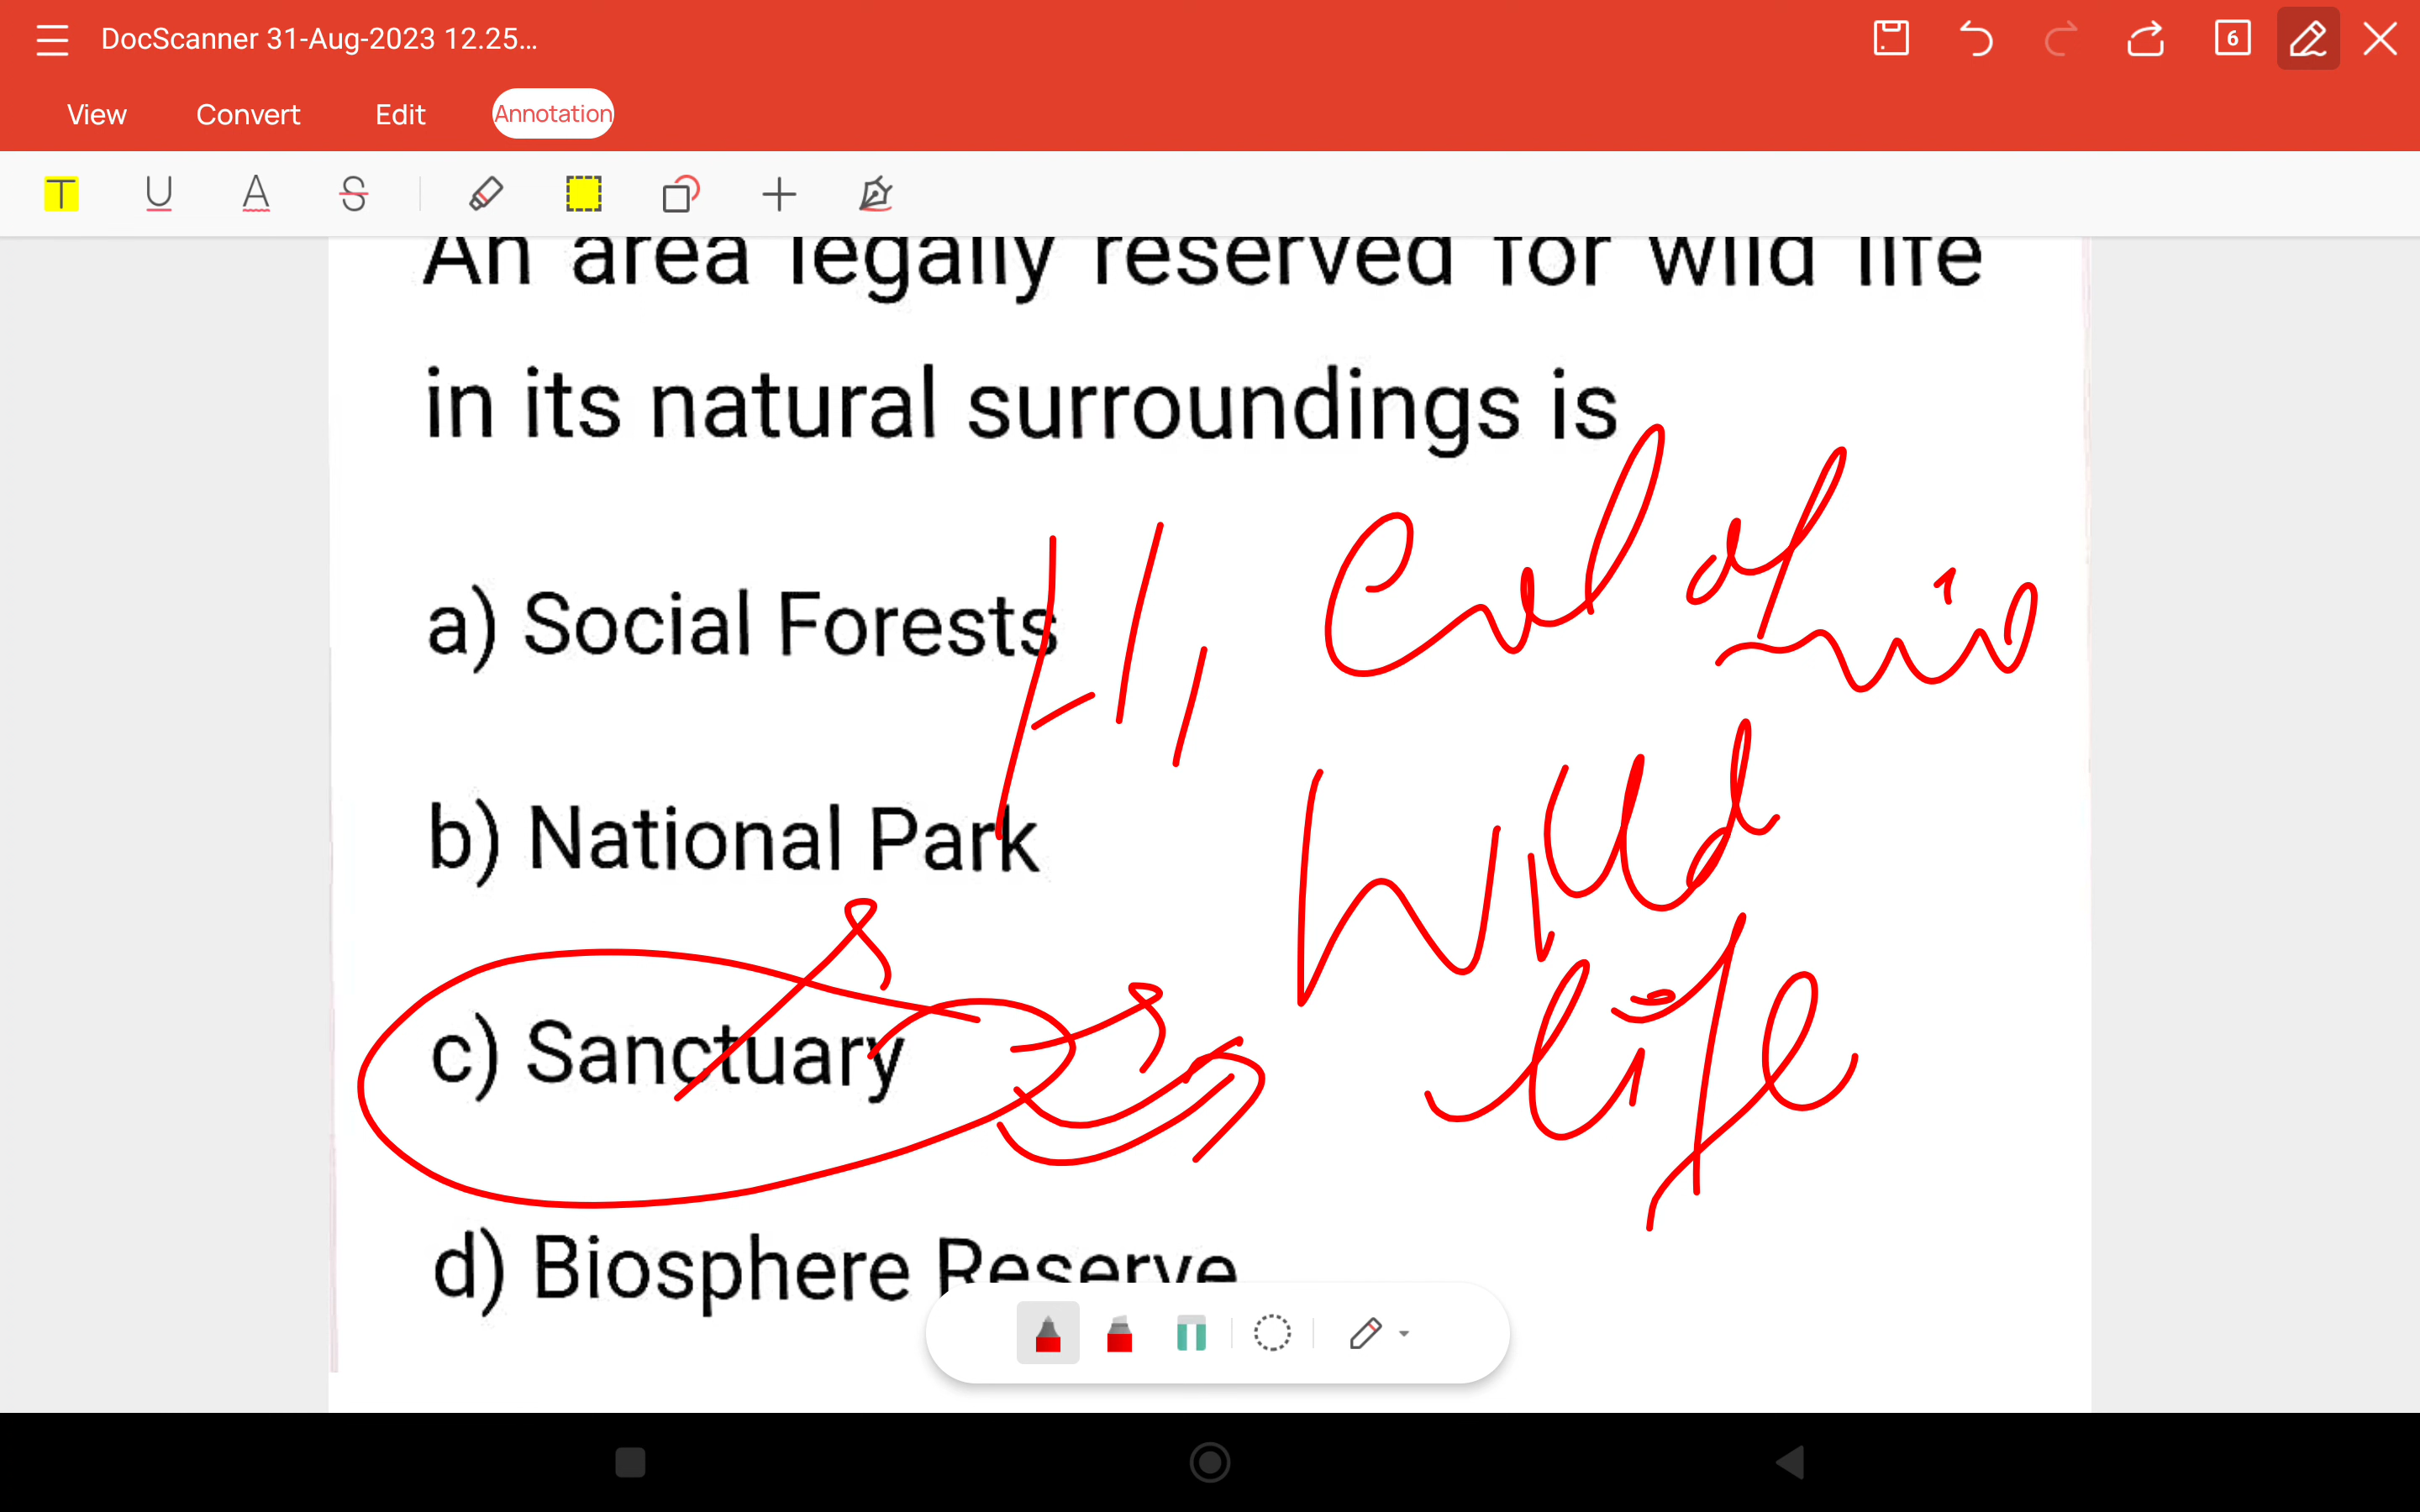 DocScanner 31-Aug-2023 12.25...
6
View Convert Edit Annotation
T U A S
An area legally reserved for wild life
in its natural surroundings is
a) Social Forests
b) National Park
Wild
c) Sanctuary
life
d) Biosphere Reserve